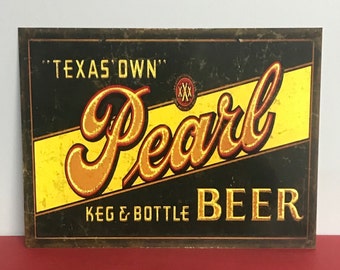 "TEXAS' OWN"
XXX
Pearl
KEG & BOTTLE BEER